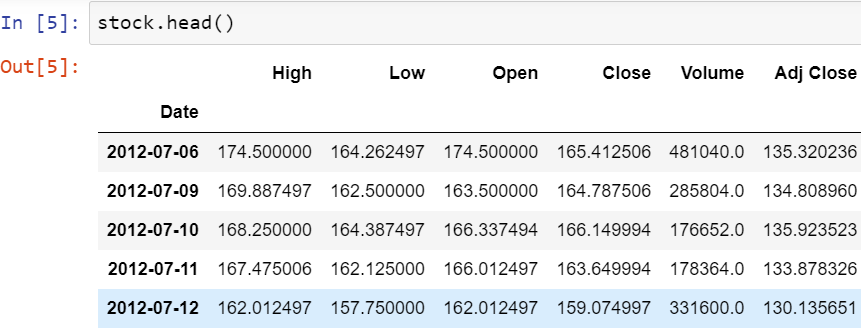 In [5]: stock.head()
Out[5]:
High Low Open Close Volume Adj Close
Date
2012-07-06 174.500000 164.262497 174.500000 165.412506 481040.0 135.320236
2012-07-09 169.887497 162.500000 163.500000 164.787506 285804.0 134.808960
2012-07-10 168.250000 164.387497 166.337494 166.149994 176652.0 135.923523
2012-07-11 167.475006 162.125000 166.012497 163.649994 178364.0 133.878326
2012-07-12 162.012497 157.750000 162.012497 159.074997 331600.0 130.135651